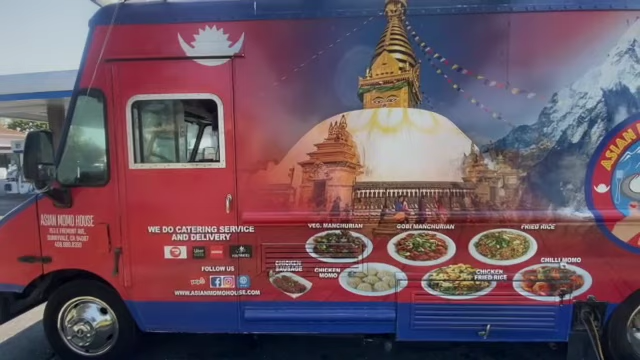 ASIAN MOMO HOUSE
SUNNYVALE, CA 94087
WE DO CATERING SERVICE
AND DELIVERY
FOLLOW US
WWW.ASIANMOMOHOUSE.COM
VEG. MANCHURIAN
GOBI MANCHURIAN
FRIED RICE
CHICKEN
SAUSAGE
CHICKEN
MOMO
CHICKEN
FRIED RICE
CHILLI MOMO
ASIAN